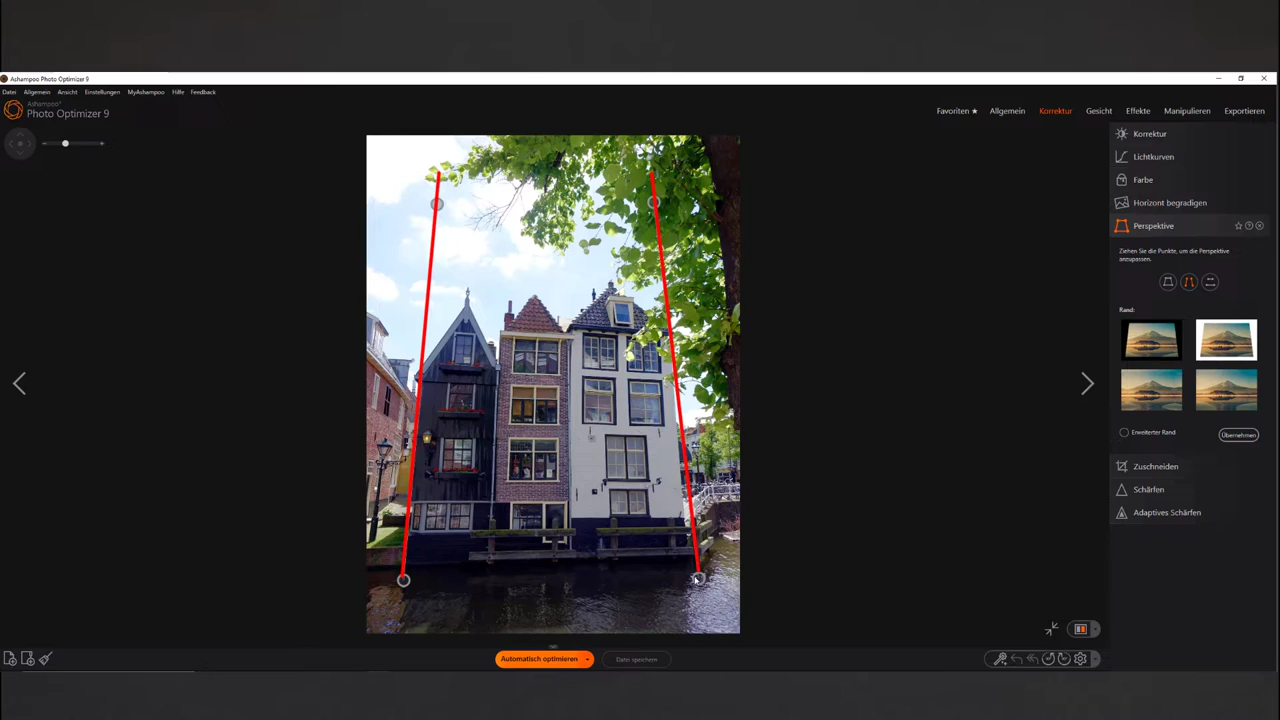 Ashampoo Photo Optimizer 9
Datei Allgemein Ansicht Einstellungen MyAshampoo Hilfe Feedback
Ashampoo®
Photo Optimizer 9
Favoriten ★ Allgemein Korrektur Gesicht Effekte Manipulieren Exportieren
Korrektur
Lichtkurven
Farbe
Horizont begradigen
Perspektive
Ziehen Sie die Punkte, um die Perspektive
anzupassen.
Rand:
Erweiterter Rand
Übernehmen
Zuschneiden
Schärfen
Adaptives Schärfen
Automatisch optimieren
Datei speichern